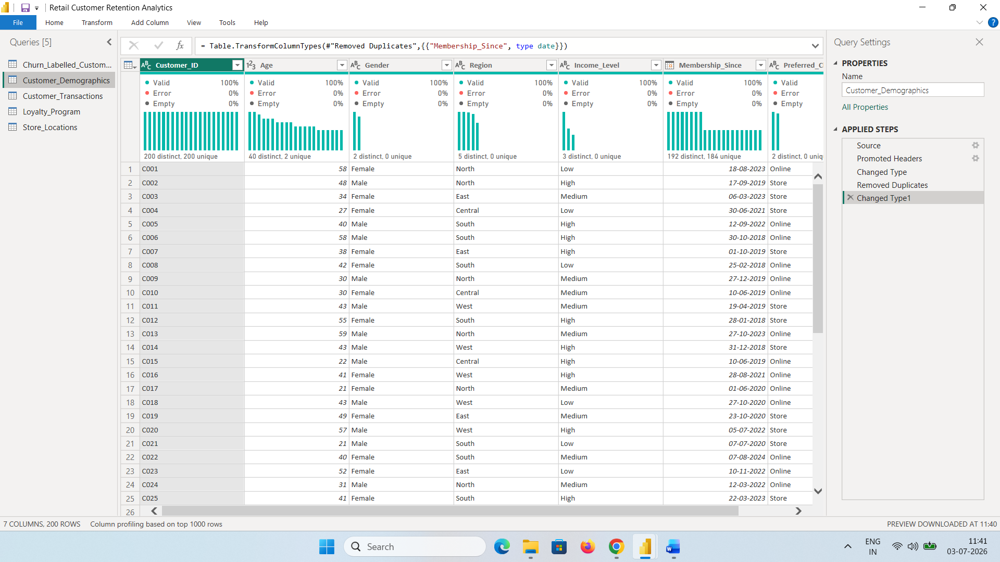 Retail Customer Retention Analytics
File Home Transform Add Column View Tools Help
Queries [5]
Churn_Labelled_Custom...
Customer_Demographics
Customer_Transactions
Loyalty_Program
Store_Locations
fx = Table.TransformColumnTypes(#"Removed Duplicates",{{"Membership_Since", type date}})
ABC Customer_ID 123 Age ABC Gender ABC Region ABC Income_Level Membership_Since ABC Preferred_C
Valid 100% Valid 100% Valid 100% Valid 100% Valid 100% Valid 100% Valid
Error 0% Error 0% Error 0% Error 0% Error 0% Error 0% Error
Empty 0% Empty 0% Empty 0% Empty 0% Empty 0% Empty 0% Empty
200 distinct, 200 unique 40 distinct, 2 unique 2 distinct, 0 unique 5 distinct, 0 unique 3 distinct, 0 unique 192 distinct, 184 unique 2 distinct, 0 uniq
1 C001 58 Female North Low 18-08-2023 Online
2 C002 48 Male North High 17-09-2019 Store
3 C003 34 Female East Medium 06-03-2023 Store
4 C004 27 Female Central Low 30-06-2021 Store
5 C005 40 Male South High 12-09-2022 Online
6 C006 58 Male South High 30-10-2018 Online
7 C007 38 Female East High 01-10-2019 Store
8 C008 42 Female South Low 25-02-2018 Online
9 C009 30 Male North Medium 27-12-2019 Online
10 C010 30 Female Central Medium 10-06-2019 Online
11 C011 43 Male West Medium 19-04-2019 Store
12 C012 55 Female South High 28-01-2018 Store
13 C013 59 Male North Medium 27-10-2023 Online
14 C014 43 Male West High 31-12-2018 Store
15 C015 22 Male Central High 10-06-2019 Online
16 C016 41 Female West High 28-08-2021 Online
17 C017 21 Female North Medium 01-06-2020 Online
18 C018 43 Male West Low 27-10-2020 Online
19 C019 49 Female East Medium 23-10-2020 Store
20 C020 57 Male West High 05-07-2022 Store
21 C021 21 Male South Low 07-07-2020 Store
22 C022 40 Female South Medium 07-08-2024 Online
23 C023 52 Female East Low 10-11-2022 Online
24 C024 31 Male North Medium 12-03-2022 Online
25 C025 41 Female South High 22-03-2023 Store
26
Query Settings
PROPERTIES
Name
Customer_Demographics
All Properties
APPLIED STEPS
Source
Promoted Headers
Changed Type
Removed Duplicates
Changed Type1
7 COLUMNS, 200 ROWS Column profiling based on top 1000 rows PREVIEW DOWNLOADED AT 11:40
Search
ENG
IN
11:41
03-07-2026